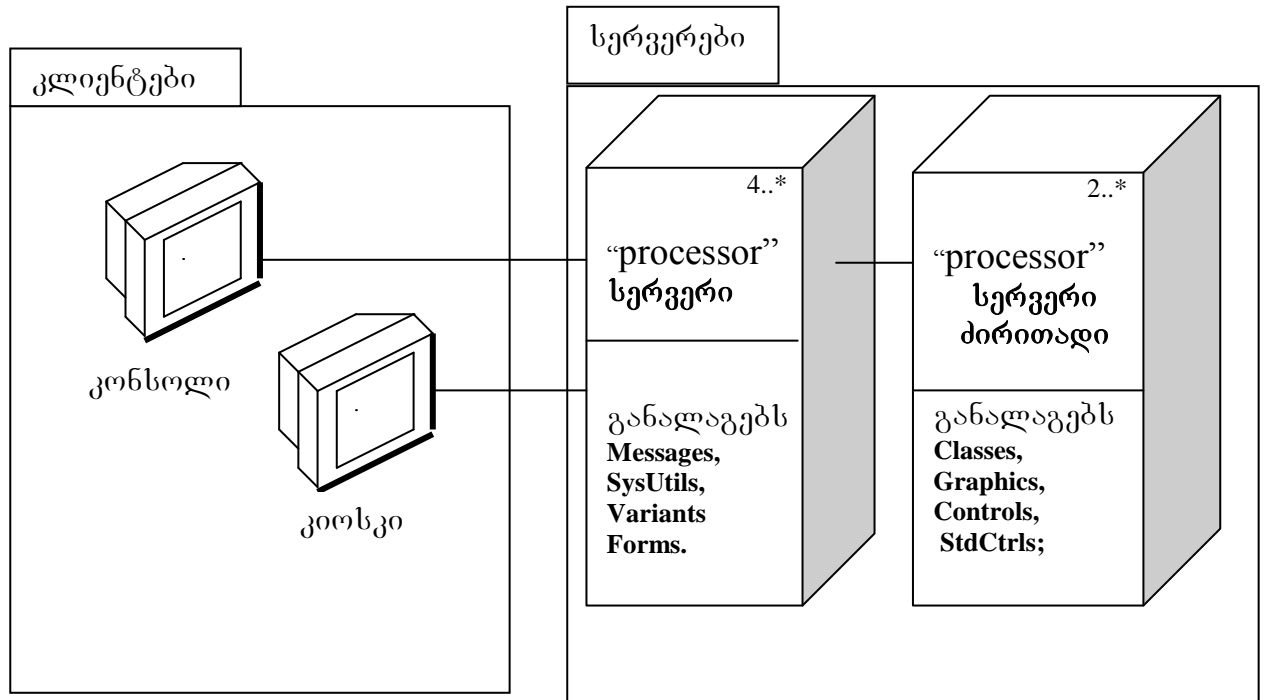 კლიენტები
კონსოლი
კიოსკი
სერვერები
4..*
“processor”
სერვერი
განალაგებს
Messages,
SysUtils,
Variants
Forms.
2..*
“processor”
სერვერი
ძირითადი
განალაგებს
Classes,
Graphics,
Controls,
StdCtrls;